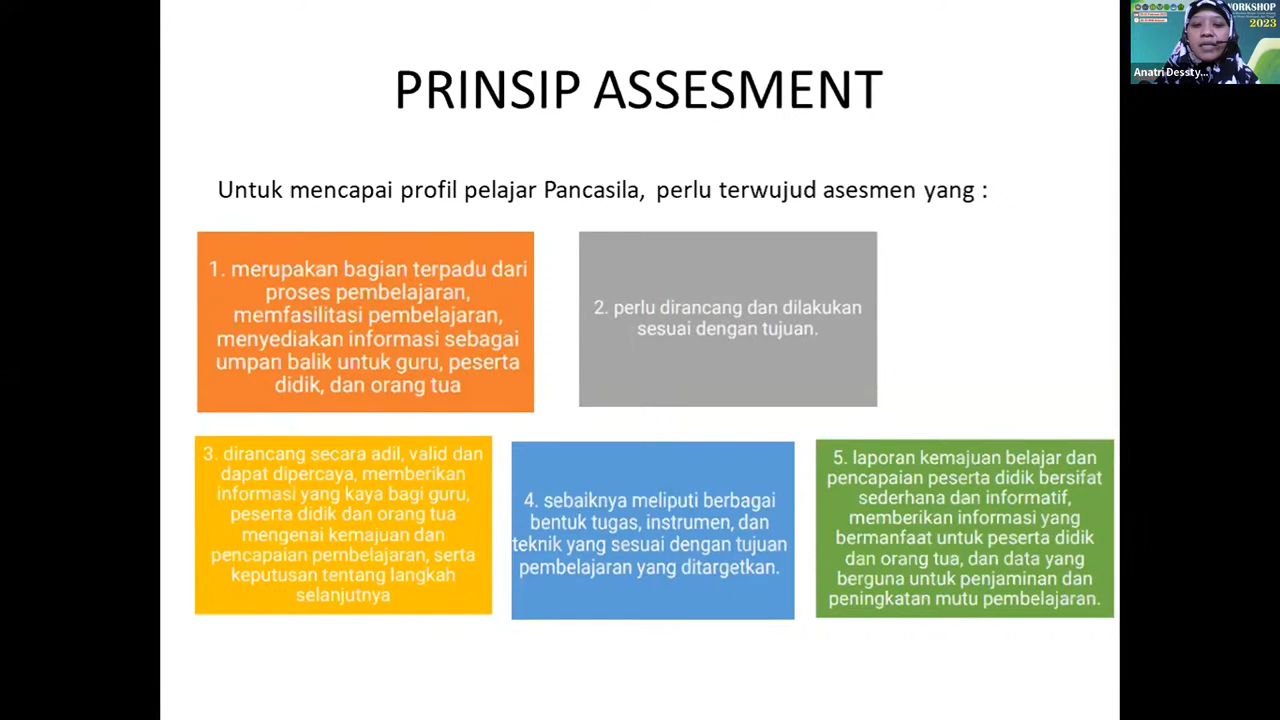 PRINSIP ASSESMENT
Untuk mencapai profil pelajar Pancasila, perlu terwujud asesmen yang :
1. merupakan bagian terpadu dari
proses pembelajaran,
memfasilitasi pembelajaran,
menyediakan informasi sebagai
umpan balik untuk guru, peserta
didik, dan orang tua
2. perlu dirancang dan dilakukan
sesuai dengan tujuan.
3. dirancang secara adil, valid dan
dapat dipercaya, memberikan
informasi yang kaya bagi guru,
peserta didik dan orang tua
mengenai kemajuan dan
pencapaian pembelajaran, serta
keputusan tentang langkah
selanjutnya
4. sebaiknya meliputi berbagai
bentuk tugas, instrumen, dan
teknik yang sesuai dengan tujuan
pembelajaran yang ditargetkan.
5. laporan kemajuan belajar dan
pencapaian peserta didik bersifat
sederhana dan informatif,
memberikan informasi yang
bermanfaat untuk peserta didik
dan orang tua, dan data yang
berguna untuk penjaminan dan
peningkatan mutu pembelajaran.
WORKSHOP
2023
Anatri Dessty...